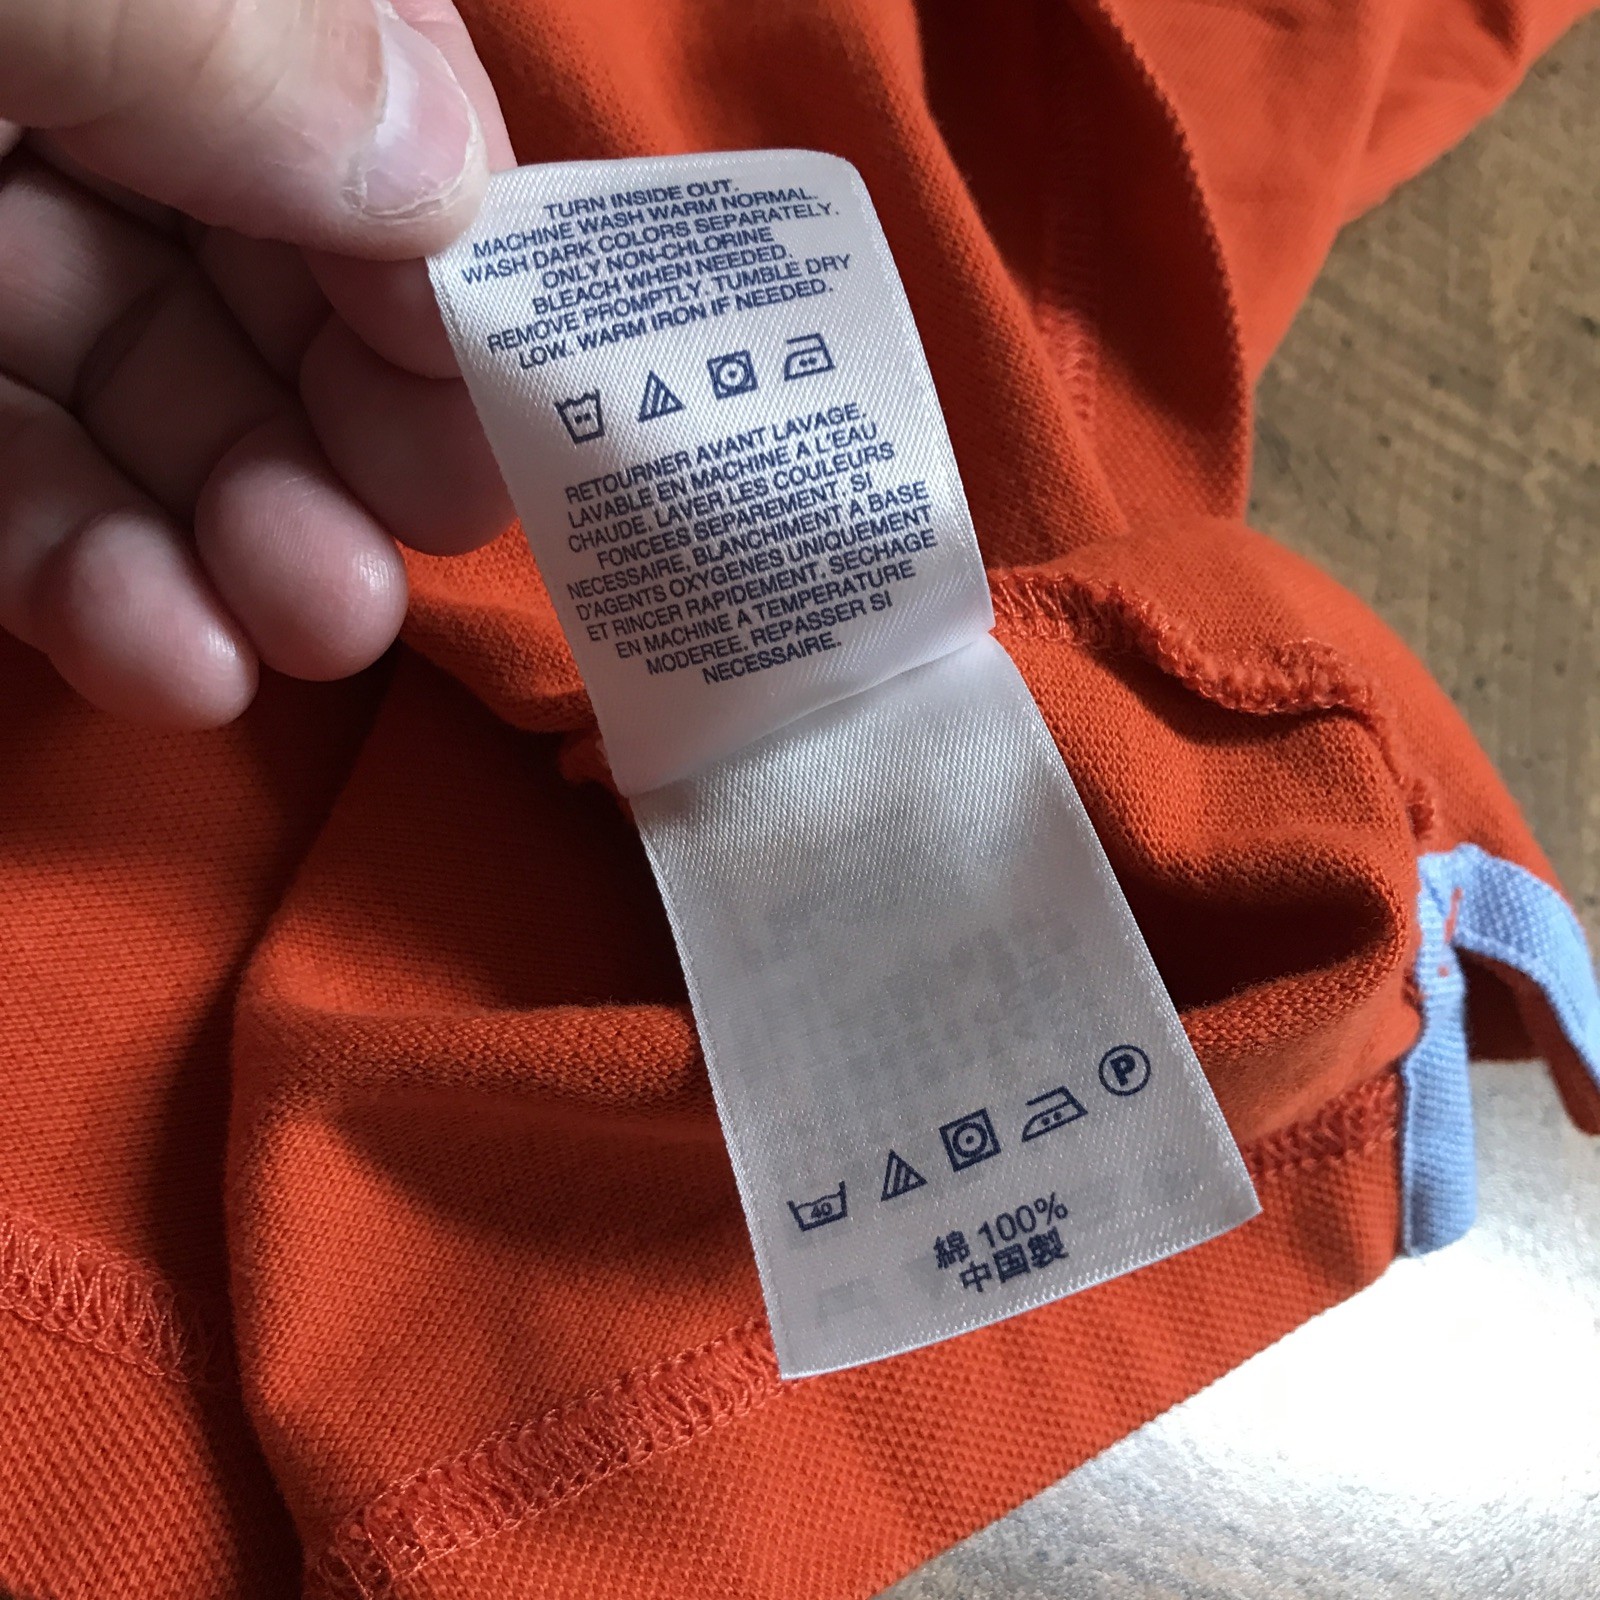 TURN INSIDE OUT.
MACHINE WASH WARM NORMAL.
WASH DARK COLORS SEPARATELY.
ONLY NON-CHLORINE
BLEACH WHEN NEEDED.
REMOVE PROMPTLY. TUMBLE DRY
LOW. WARM IRON IF NEEDED.
RETOURNER AVANT LAVAGE.
LAVABLE EN MACHINE A L'EAU
CHAUDE. LAVER LES COULEURS
FONCEES SEPAREMENT. SI
NECESSAIRE, BLANCHIMENT A BASE
D'AGENTS OXYGENES UNIQUEMENT
ET RINCER RAPIDEMENT. SECHAGE
EN MACHINE A TEMPERATURE
MODEREE. REPASSER SI
NECESSAIRE.
40 P
綿 100%
中国製